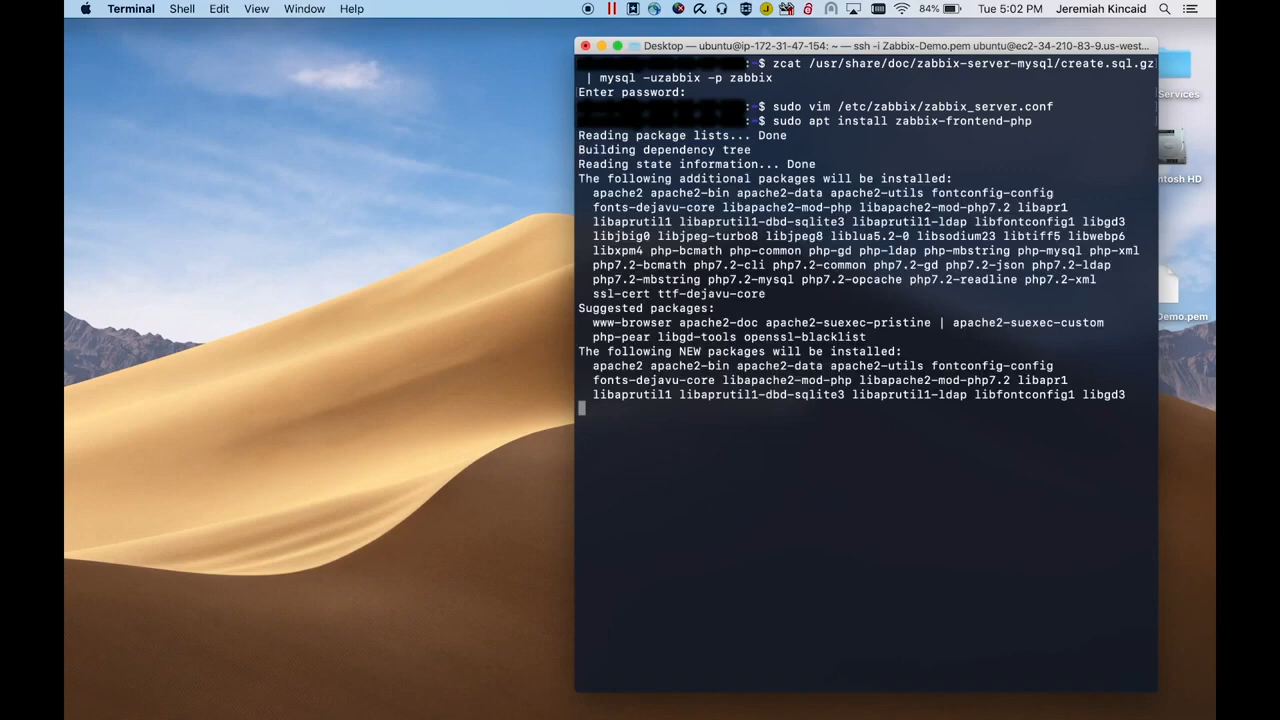 Terminal Shell Edit View Window Help 84% Tue 5:02 PM Jeremiah Kincaid
Desktop — ubuntu@ip-172-31-47-154: ~ — ssh -i Zabbix-Demo.pem ubuntu@ec2-34-210-83-9.us-west...
:~$ zcat /usr/share/doc/zabbix-server-mysql/create.sql.gz
| mysql -uzabbix -p zabbix
Enter password:
:~$ sudo vim /etc/zabbix/zabbix_server.conf
:~$ sudo apt install zabbix-frontend-php
Reading package lists... Done
Building dependency tree
Reading state information... Done
The following additional packages will be installed:
apache2 apache2-bin apache2-data apache2-utils fontconfig-config
fonts-dejavu-core libapache2-mod-php libapache2-mod-php7.2 libapr1
libaprutil1 libaprutil1-dbd-sqlite3 libaprutil1-ldap libfontconfig1 libgd3
libjbig0 libjpeg-turbo8 libjpeg8 liblua5.2-0 libsodium23 libtiff5 libwebp6
libxpm4 php-bcmath php-common php-gd php-ldap php-mbstring php-mysql php-xml
php7.2-bcmath php7.2-cli php7.2-common php7.2-gd php7.2-json php7.2-ldap
php7.2-mbstring php7.2-mysql php7.2-opcache php7.2-readline php7.2-xml
ssl-cert ttf-dejavu-core
Suggested packages:
www-browser apache2-doc apache2-suexec-pristine | apache2-suexec-custom
php-pear libgd-tools openssl-blacklist
The following NEW packages will be installed:
apache2 apache2-bin apache2-data apache2-utils fontconfig-config
fonts-dejavu-core libapache2-mod-php libapache2-mod-php7.2 libapr1
libaprutil1 libaprutil1-dbd-sqlite3 libaprutil1-ldap libfontconfig1 libgd3
Services
ntosh HD
Demo.pem